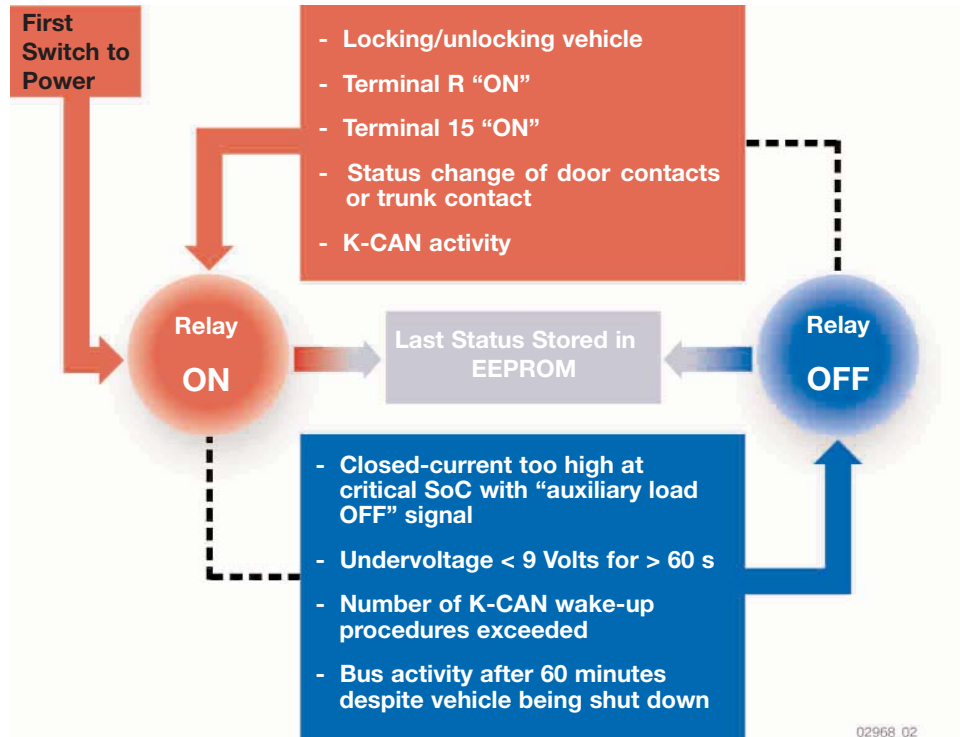 First
Switch to
Power
- Locking/unlocking vehicle
- Terminal R “ON”
- Terminal 15 “ON”
- Status change of door contacts
or trunk contact
- K-CAN activity
Relay
ON
Last Status Stored in
EEPROM
Relay
OFF
- Closed-current too high at
critical SoC with “auxiliary load
OFF” signal
- Undervoltage < 9 Volts for > 60 s
- Number of K-CAN wake-up
procedures exceeded
- Bus activity after 60 minutes
despite vehicle being shut down
02968_02